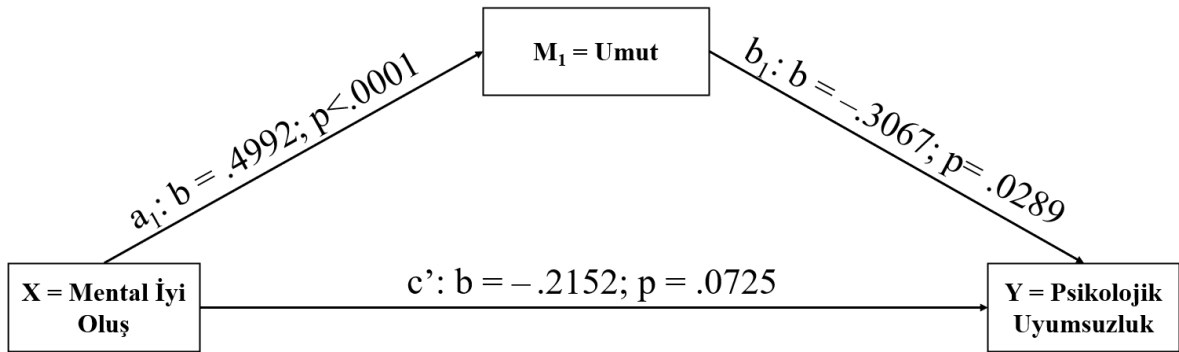 M₁ = Umut
a₁: b = .4992; p<.0001
b₁: b = –.3067; p= .0289
X = Mental İyi
Oluş
c’: b = – .2152; p = .0725
Y = Psikolojik
Uyumsuzluk